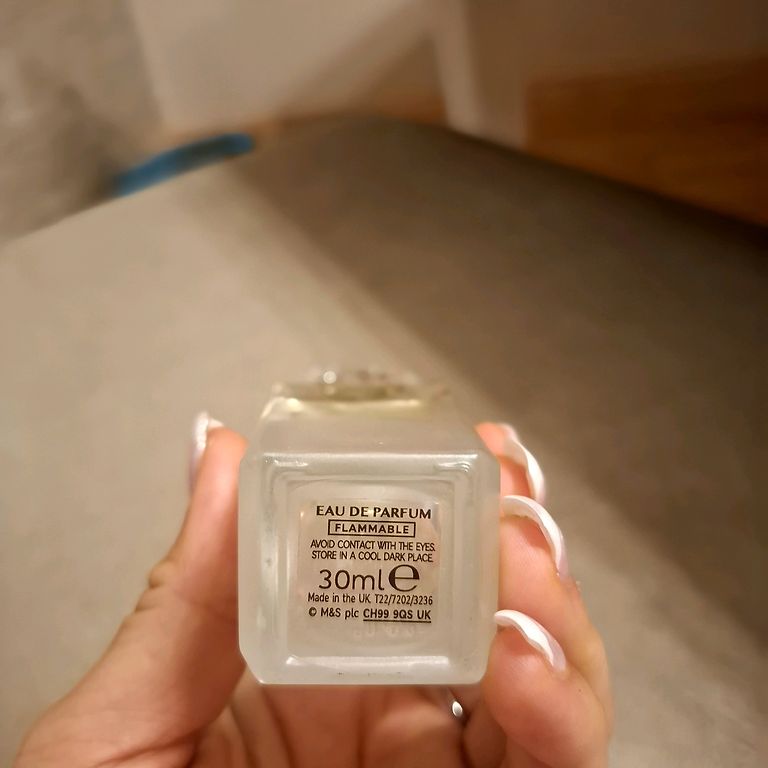 EAU DE PARFUM
FLAMMABLE
AVOID CONTACT WITH THE EYES.
STORE IN A COOL DARK PLACE.
30ml℮
Made in the UK T22/7202/3236
© M&S plc CH99 9QS UK